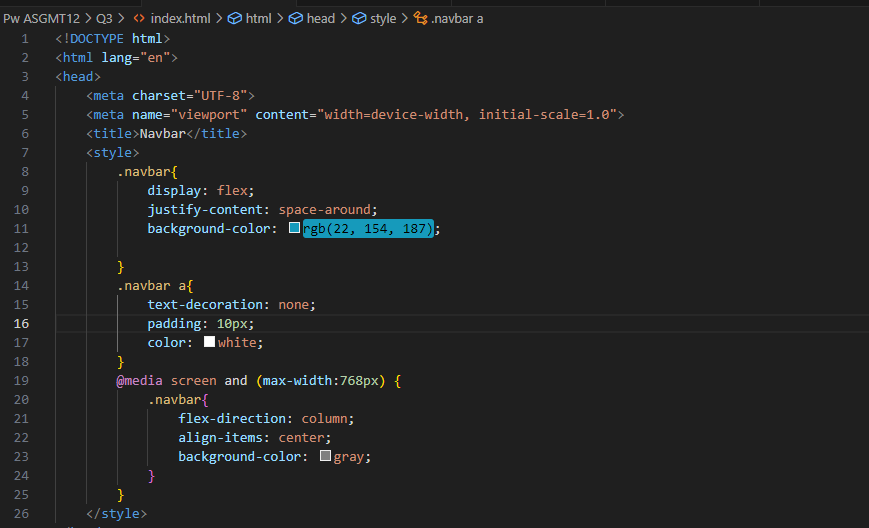 Pw ASGMT12 > Q3 > <> index.html > html > head > style > .navbar a
1 <!DOCTYPE html>
2 <html lang="en">
3 <head>
4 <meta charset="UTF-8">
5 <meta name="viewport" content="width=device-width, initial-scale=1.0">
6 <title>Navbar</title>
7 <style>
8 .navbar{
9 display: flex;
10 justify-content: space-around;
11 background-color: rgb(22, 154, 187);
12
13 }
14 .navbar a{
15 text-decoration: none;
16 padding: 10px;
17 color: white;
18 }
19 @media screen and (max-width:768px) {
20 .navbar{
21 flex-direction: column;
22 align-items: center;
23 background-color: gray;
24 }
25 }
26 </style>